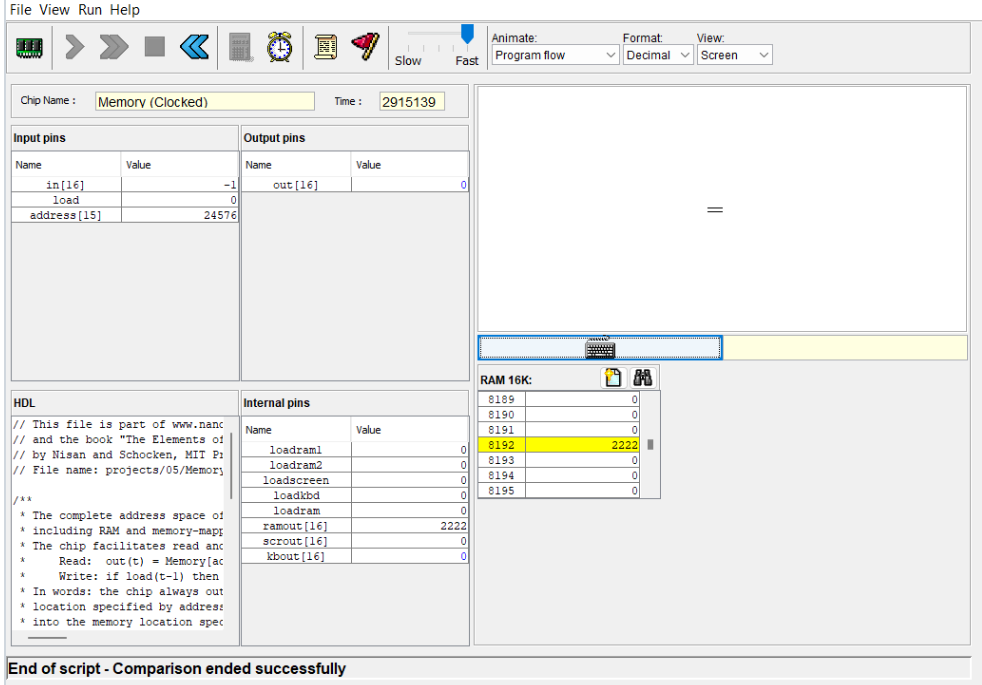 File View Run Help
Animate: Format: View:
Slow Fast Program flow Decimal Screen
Chip Name : Memory (Clocked) Time : 2915139
Input pins
Name Value
in[16] -1
load 0
address[15] 24576
Output pins
Name Value
out[16] 0
HDL
// This file is part of www.nand
// and the book "The Elements of
// by Nisan and Schocken, MIT Pr
// File name: projects/05/Memory
/**
* The complete address space of
* including RAM and memory-mapp
* The chip facilitates read and
* Read: out(t) = Memory[ad
* Write: if load(t-1) then
* In words: the chip always out
* location specified by address
* into the memory location spec
Internal pins
Name Value
loadram1 0
loadram2 0
loadscreen 0
loadkbd 0
loadram 0
ramout[16] 2222
scrout[16] 0
kbout[16] 0
RAM 16K:
8189 0
8190 0
8191 0
8192 2222
8193 0
8194 0
8195 0
End of script - Comparison ended successfully